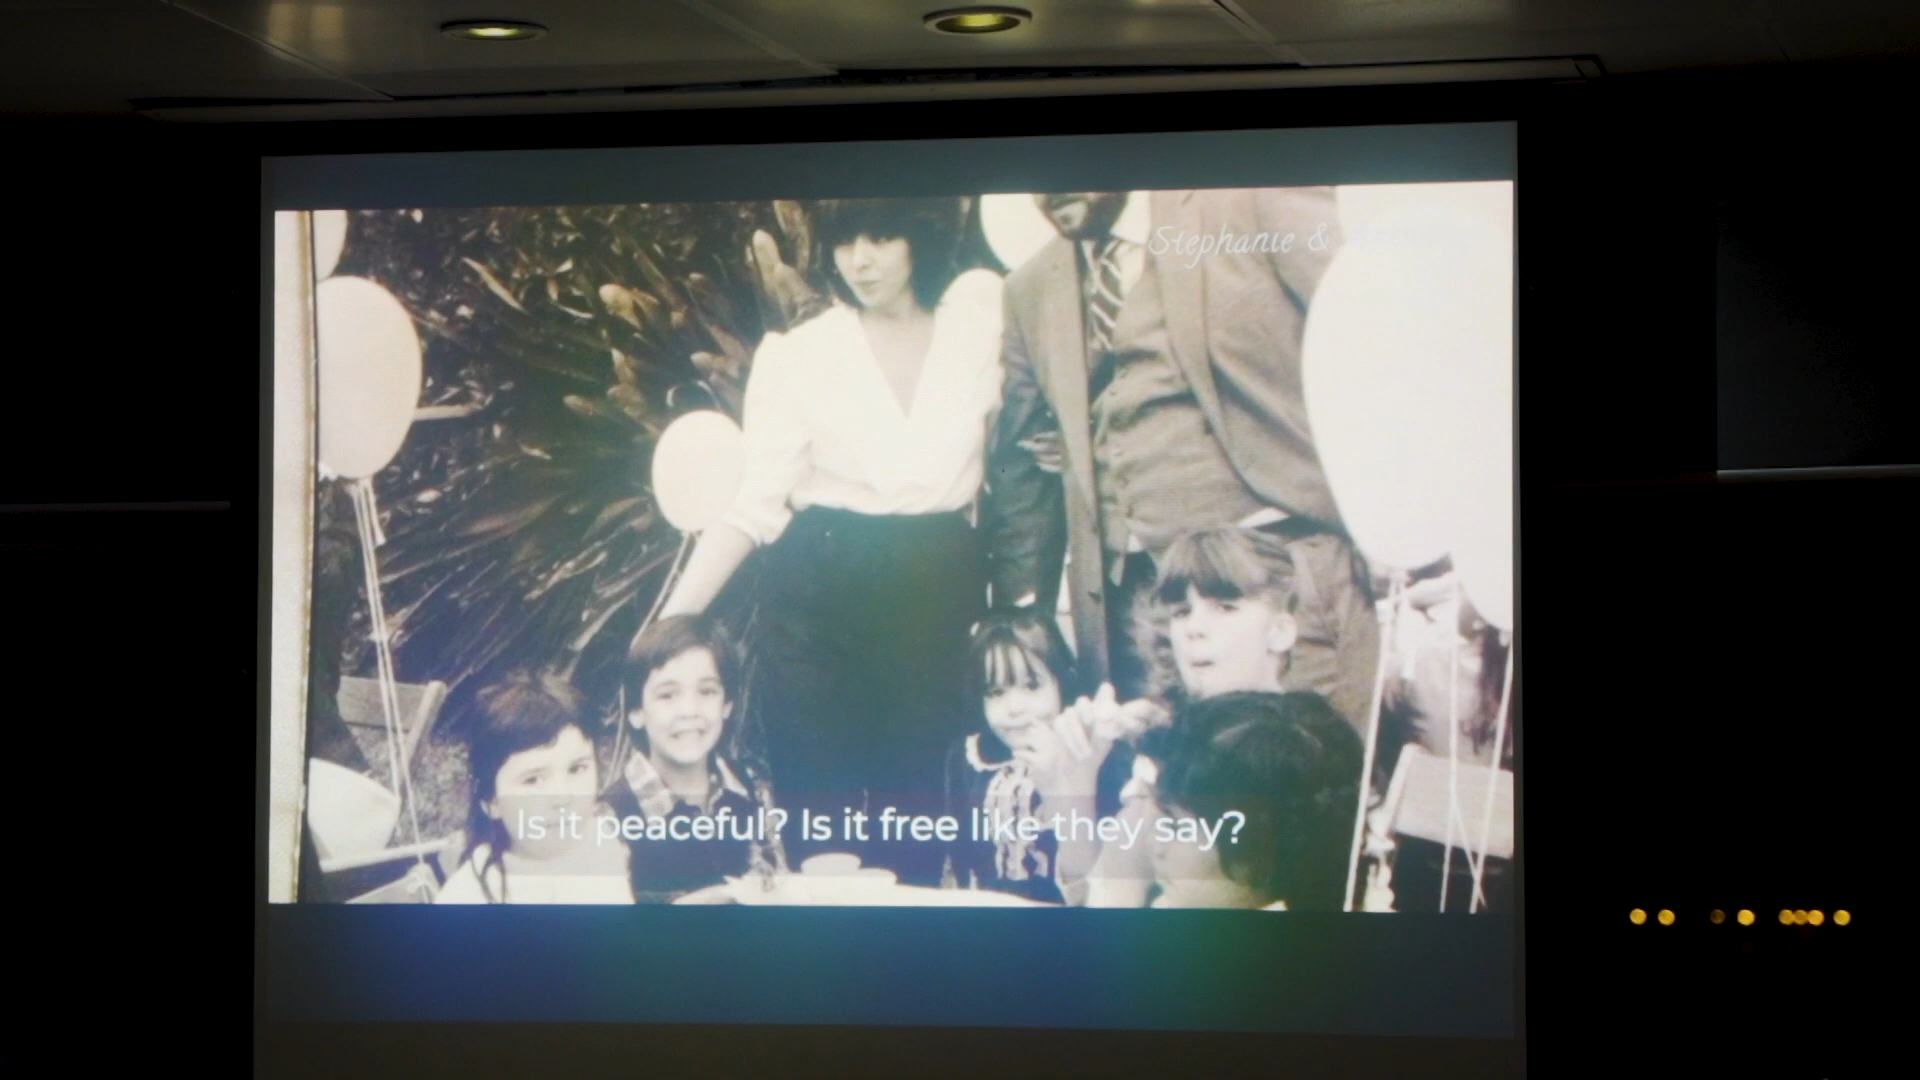 Stephanie &
Is it peaceful? Is it free like they say?